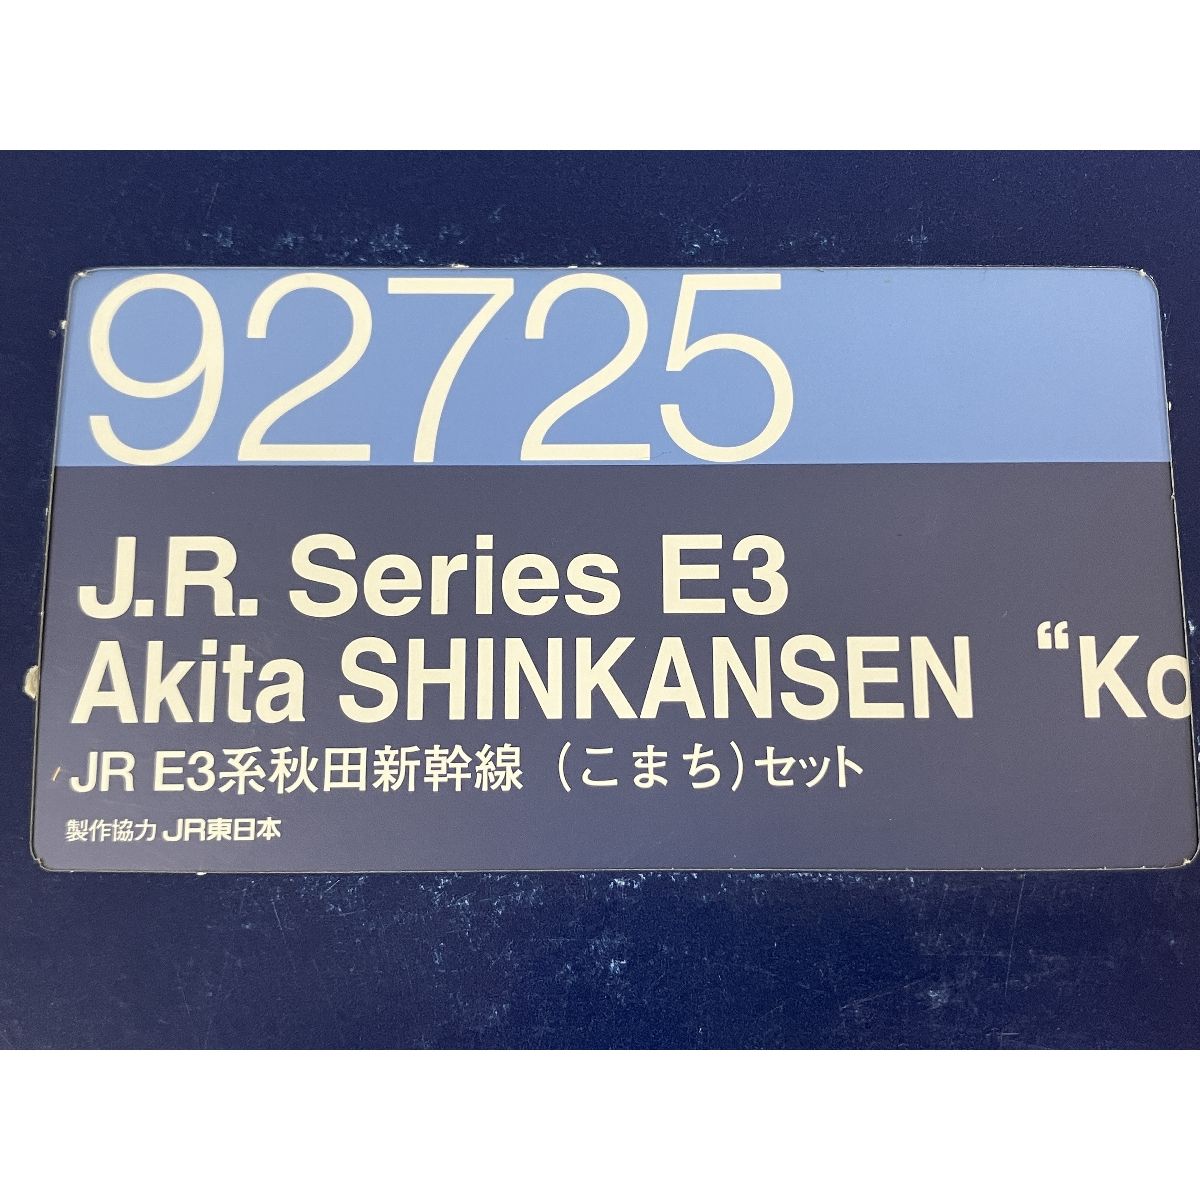 92725
J.R. Series E3
Akita SHINKANSEN “Ko
JR E3系秋田新幹線 (こまち)セット
製作協力 JR東日本